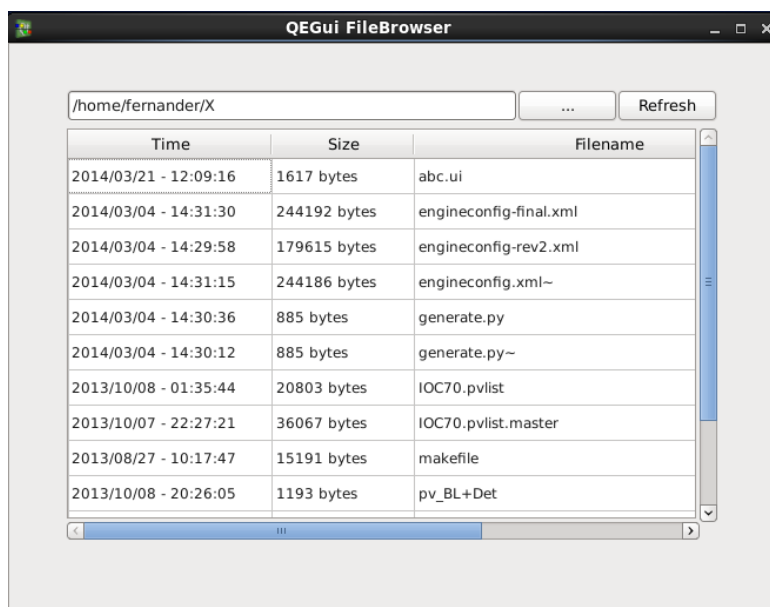 QEGui FileBrowser
/home/fernander/X ... Refresh
Time Size Filename
2014/03/21 - 12:09:16 1617 bytes abc.ui
2014/03/04 - 14:31:30 244192 bytes engineconfig-final.xml
2014/03/04 - 14:29:58 179615 bytes engineconfig-rev2.xml
2014/03/04 - 14:31:15 244186 bytes engineconfig.xml~
2014/03/04 - 14:30:36 885 bytes generate.py
2014/03/04 - 14:30:12 885 bytes generate.py~
2013/10/08 - 01:35:44 20803 bytes IOC70.pvlist
2013/10/07 - 22:27:21 36067 bytes IOC70.pvlist.master
2013/08/27 - 10:17:47 15191 bytes makefile
2013/10/08 - 20:26:05 1193 bytes pv_BL+Det